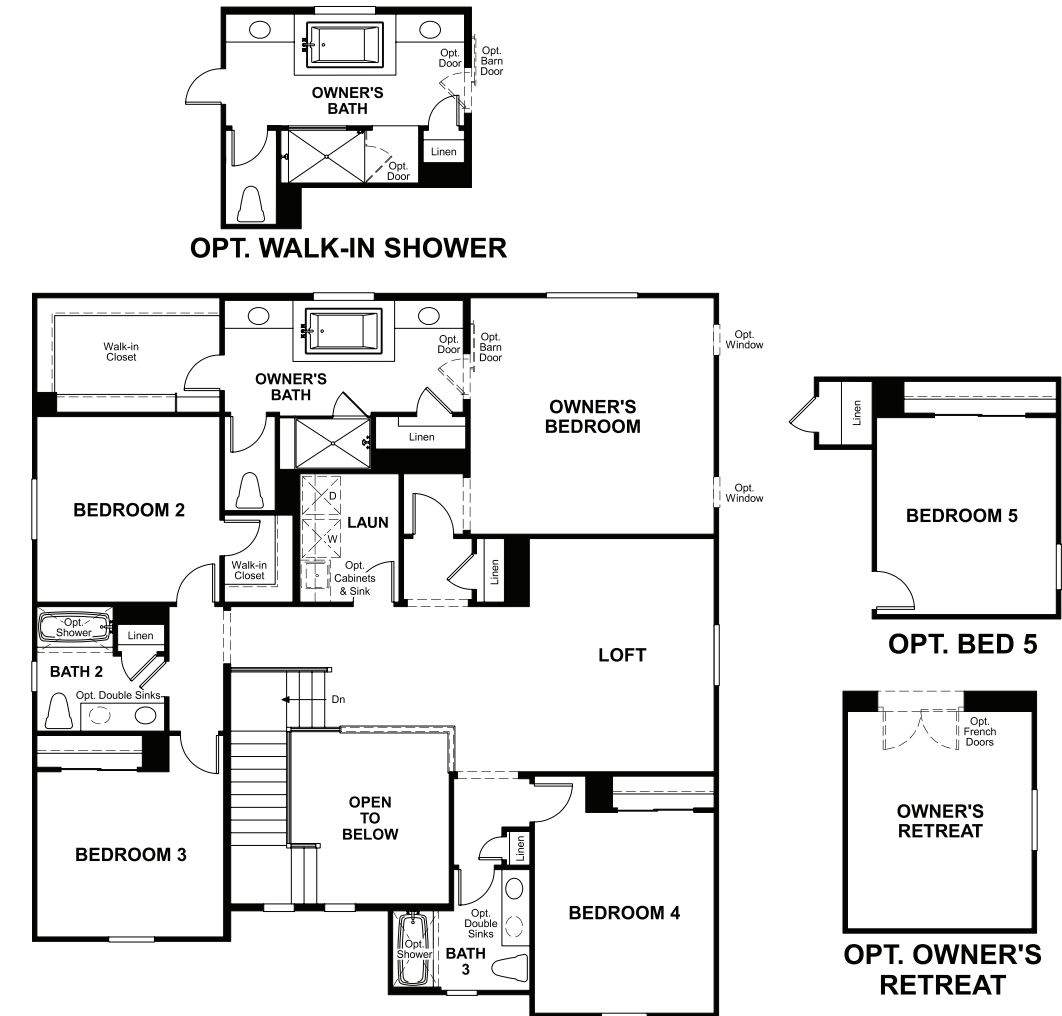 Opt.
Door
Opt.
Barn
Door
OWNER'S
BATH
Linen
Opt.
Door
OPT. WALK-IN SHOWER
Walk-in
Closet
Opt.
Door
Opt.
Barn
Door
Opt.
Window
OWNER'S
BATH
OWNER'S
BEDROOM
Linen
Linen
BEDROOM 2
D
LAUN
W
Opt.
Window
BEDROOM 5
Walk-in
Closet
Opt.
Cabinets
& Sink
Linen
Opt.
Shower
Linen
OPT. BED 5
BATH 2
LOFT
Opt. Double Sinks
Dn
Opt.
French
Doors
OPEN
TO
BELOW
OWNER'S
RETREAT
BEDROOM 3
Linen
BEDROOM 4
Opt.
Double
Sinks
Opt.
Shower
BATH
3
OPT. OWNER'S
RETREAT